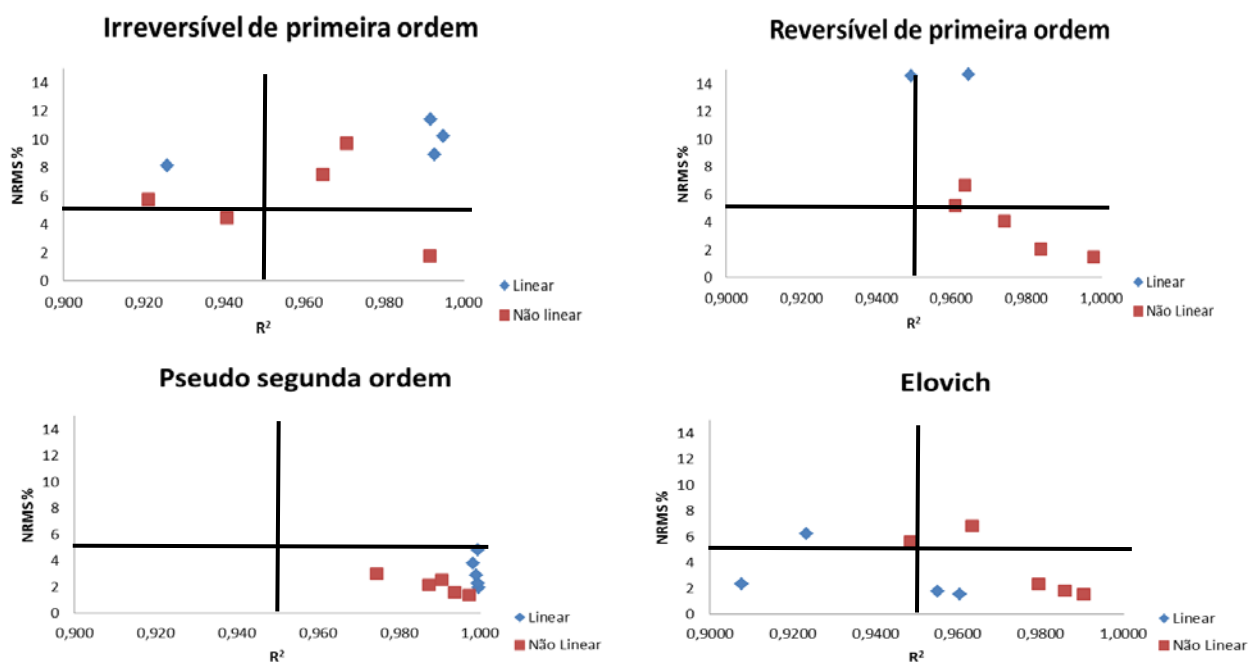 Irreversível de primeira ordem
14
12
10
8
6
4
2
0
NRMS %
0,900
0,920
0,940
0,960
0,980
1,000
R²
Linear
Não linear
Reversível de primeira ordem
14
12
10
8
6
4
2
0
NRMS %
0,9000
0,9200
0,9400
0,9600
0,9800
1,0000
R²
Linear
Não Linear
Pseudo segunda ordem
14
12
10
8
6
4
2
0
NRMS %
0,900
0,920
0,940
0,960
0,980
1,000
R²
Linear
Não Linear
Elovich
14
12
10
8
6
4
2
0
NRMS %
0,9000
0,9200
0,9400
0,9600
0,9800
1,0000
R²
Linear
Não Linear